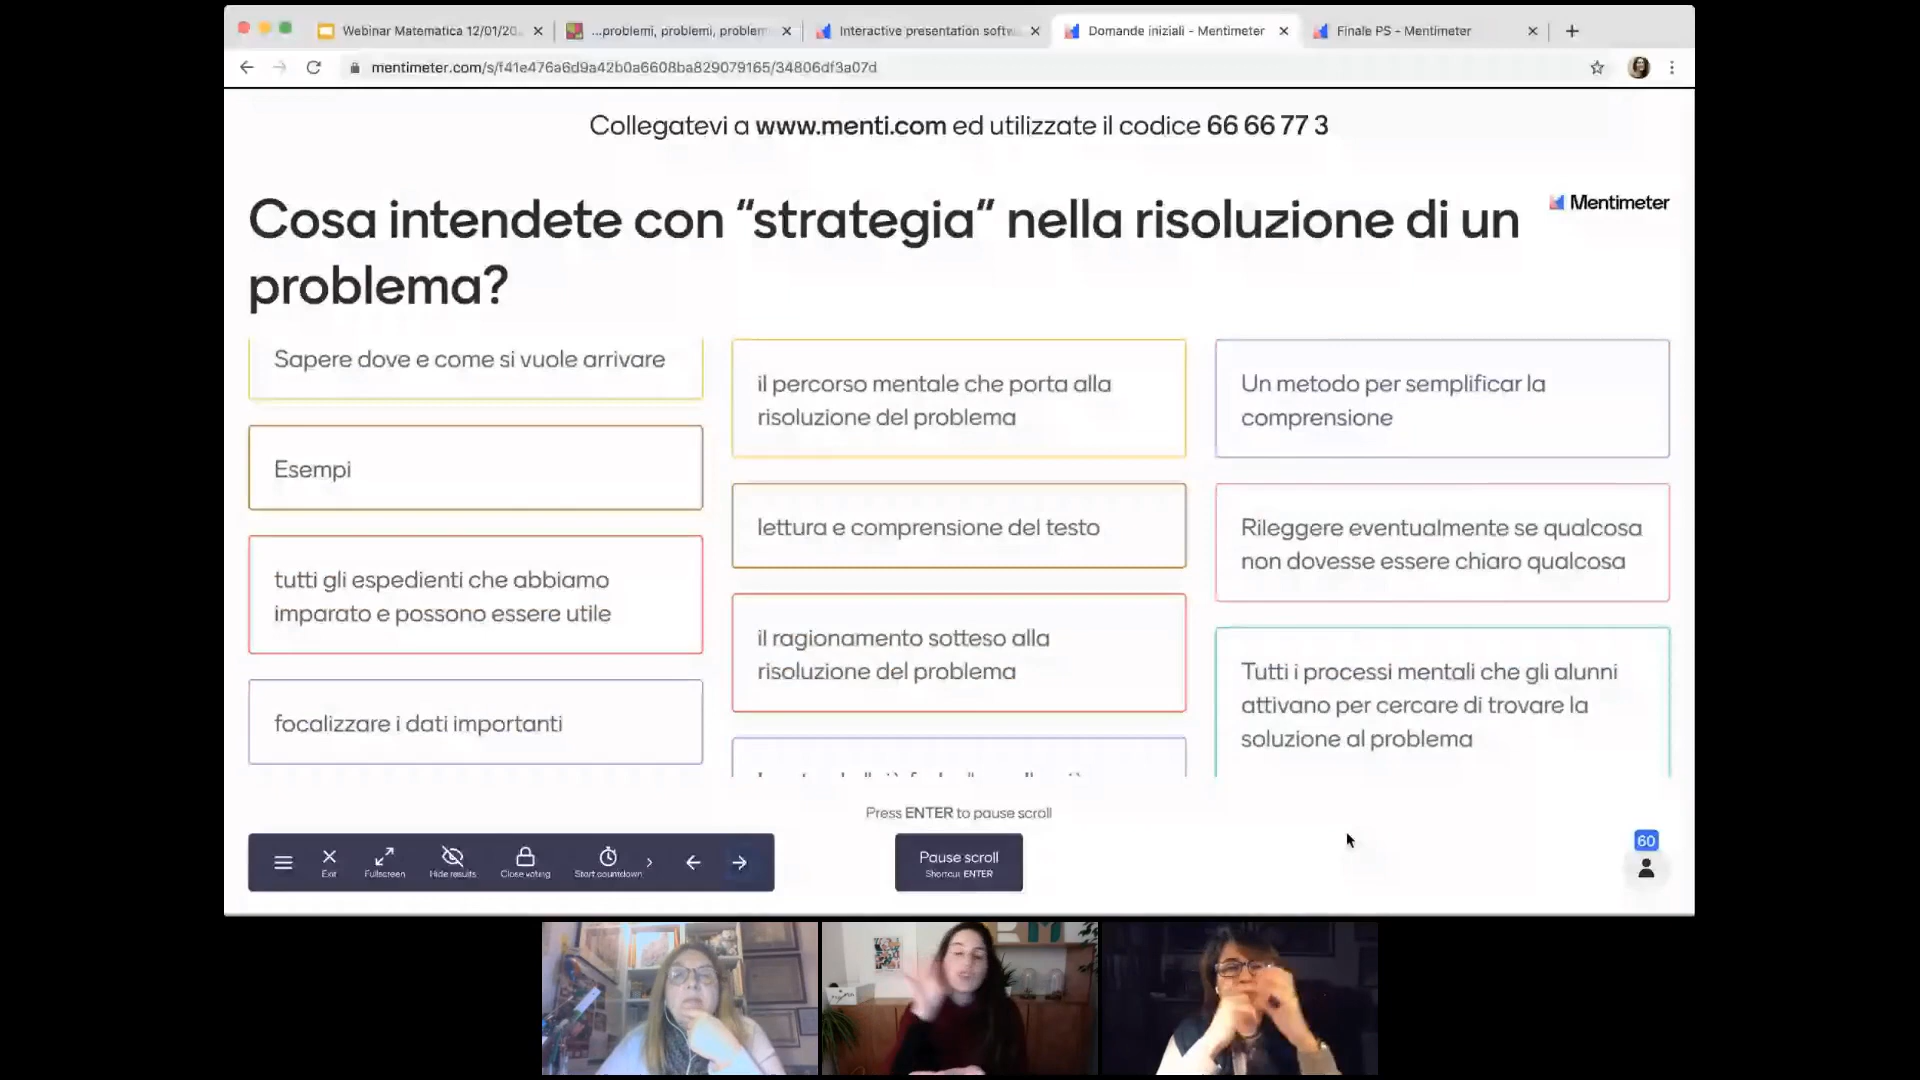 Webinar Matematica 12/01/20
...problemi, problemi, problem
Interactive presentation softw
Domande iniziali - Mentimeter
Finale PS - Mentimeter
mentimeter.com/s/f41e476a6d9a42b0a6608ba829079165/34806df3a07d
Collegatevi a www.menti.com ed utilizzate il codice 66 66 77 3
Cosa intendete con “strategia” nella risoluzione di un
problema?
Mentimeter
Sapere dove e come si vuole arrivare
Esempi
tutti gli espedienti che abbiamo
imparato e possono essere utile
focalizzare i dati importanti
il percorso mentale che porta alla
risoluzione del problema
lettura e comprensione del testo
il ragionamento sotteso alla
risoluzione del problema
Un metodo per semplificar la
comprensione
Rileggere eventualmente se qualcosa
non dovesse essere chiaro qualcosa
Tutti i processi mentali che gli alunni
attivano per cercare di trovare la
soluzione al problema
Press ENTER to pause scroll
Exit
Fullscreen
Hide results
Close voting
Start countdown
Pause scroll
Shortcut ENTER
60